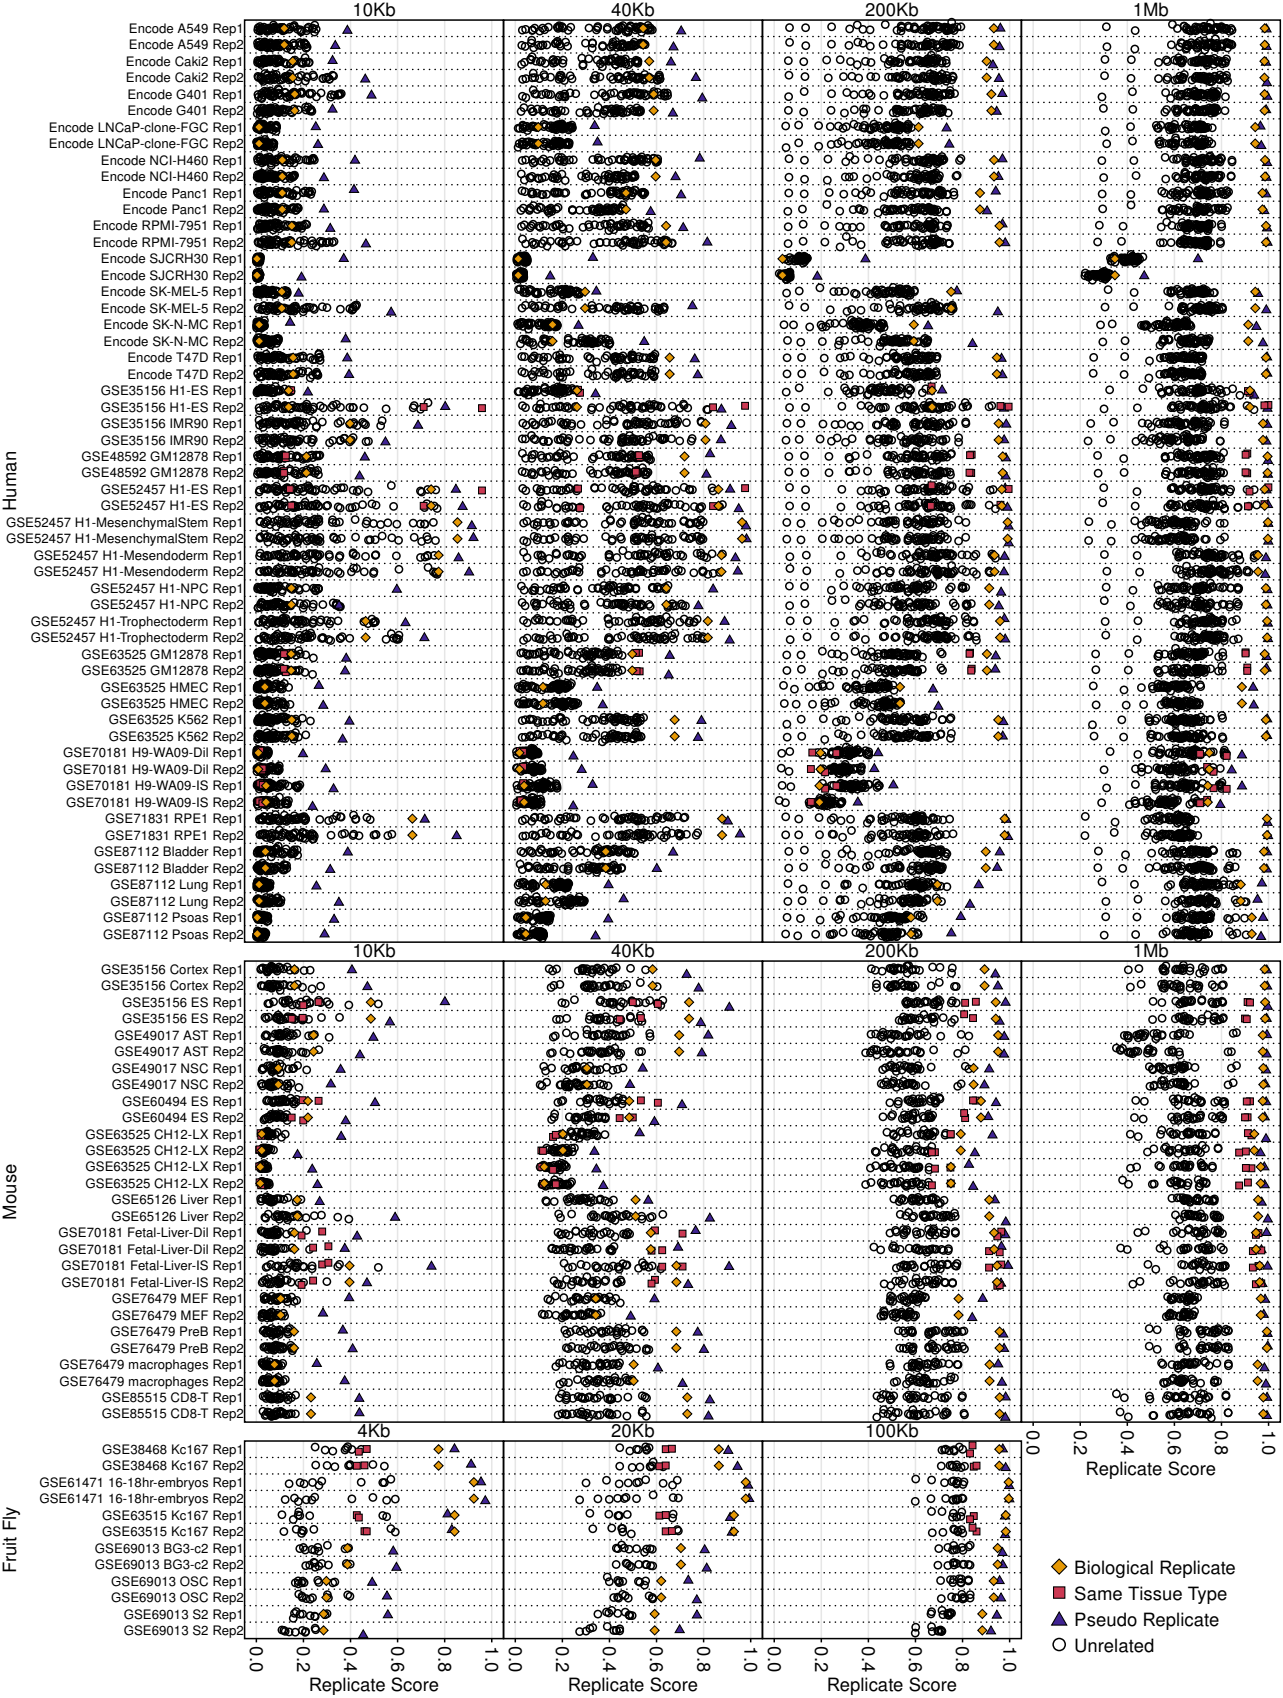 10Kb 40Kb 200Kb 1Mb
Encode A549 Rep1
Encode A549 Rep2
Encode Caki2 Rep1
Encode Caki2 Rep2
Encode G401 Rep1
Encode G401 Rep2
Encode LNCaP-clone-FGC Rep1
Encode LNCaP-clone-FGC Rep2
Encode NCI-H460 Rep1
Encode NCI-H460 Rep2
Encode Panc1 Rep1
Encode Panc1 Rep2
Encode RPMI-7951 Rep1
Encode RPMI-7951 Rep2
Encode SJCRH30 Rep1
Encode SJCRH30 Rep2
Encode SK-MEL-5 Rep1
Encode SK-MEL-5 Rep2
Encode SK-N-MC Rep1
Encode SK-N-MC Rep2
Encode T47D Rep1
Encode T47D Rep2
GSE35156 H1-ES Rep1
GSE35156 H1-ES Rep2
GSE35156 IMR90 Rep1
GSE35156 IMR90 Rep2
GSE48592 GM12878 Rep1
GSE48592 GM12878 Rep2
GSE52457 H1-ES Rep1
GSE52457 H1-ES Rep2
GSE52457 H1-MesenchymalStem Rep1
GSE52457 H1-MesenchymalStem Rep2
GSE52457 H1-Mesendoderm Rep1
GSE52457 H1-Mesendoderm Rep2
GSE52457 H1-NPC Rep1
GSE52457 H1-NPC Rep2
GSE52457 H1-Trophectoderm Rep1
GSE52457 H1-Trophectoderm Rep2
GSE63525 GM12878 Rep1
GSE63525 GM12878 Rep2
GSE63525 HMEC Rep1
GSE63525 HMEC Rep2
GSE63525 K562 Rep1
GSE63525 K562 Rep2
GSE70181 H9-WA09-Dil Rep1
GSE70181 H9-WA09-Dil Rep2
GSE70181 H9-WA09-IS Rep1
GSE70181 H9-WA09-IS Rep2
GSE71831 RPE1 Rep1
GSE71831 RPE1 Rep2
GSE87112 Bladder Rep1
GSE87112 Bladder Rep2
GSE87112 Lung Rep1
GSE87112 Lung Rep2
GSE87112 Psoas Rep1
GSE87112 Psoas Rep2
Human
10Kb 40Kb 200Kb 1Mb
GSE35156 Cortex Rep1
GSE35156 Cortex Rep2
GSE35156 ES Rep1
GSE35156 ES Rep2
GSE49017 AST Rep1
GSE49017 AST Rep2
GSE49017 NSC Rep1
GSE49017 NSC Rep2
GSE60494 ES Rep1
GSE60494 ES Rep2
GSE63525 CH12-LX Rep1
GSE63525 CH12-LX Rep2
GSE63525 CH12-LX Rep1
GSE63525 CH12-LX Rep2
GSE65126 Liver Rep1
GSE65126 Liver Rep2
GSE70181 Fetal-Liver-Dil Rep1
GSE70181 Fetal-Liver-Dil Rep2
GSE70181 Fetal-Liver-IS Rep1
GSE70181 Fetal-Liver-IS Rep2
GSE76479 MEF Rep1
GSE76479 MEF Rep2
GSE76479 PreB Rep1
GSE76479 PreB Rep2
GSE76479 macrophages Rep1
GSE76479 macrophages Rep2
GSE85515 CD8-T Rep1
GSE85515 CD8-T Rep2
Mouse
0.0 0.2 0.4 0.6 0.8 1.0
Replicate Score
4Kb 20Kb 100Kb
GSE38468 Kc167 Rep1
GSE38468 Kc167 Rep2
GSE61471 16-18hr-embryos Rep1
GSE61471 16-18hr-embryos Rep2
GSE63515 Kc167 Rep1
GSE63515 Kc167 Rep2
GSE69013 BG3-c2 Rep1
GSE69013 BG3-c2 Rep2
GSE69013 OSC Rep1
GSE69013 OSC Rep2
GSE69013 S2 Rep1
GSE69013 S2 Rep2
Fruit Fly
0.0 0.2 .4 .6 .8 1.0 0.0 0.2 .4 .6 .8 1.0 0.0 0.2 .4 .6 .8 1.0
Replicate Score Replicate Score Replicate Score
Biological Replicate
Same Tissue Type
Pseudo Replicate
Unrelated